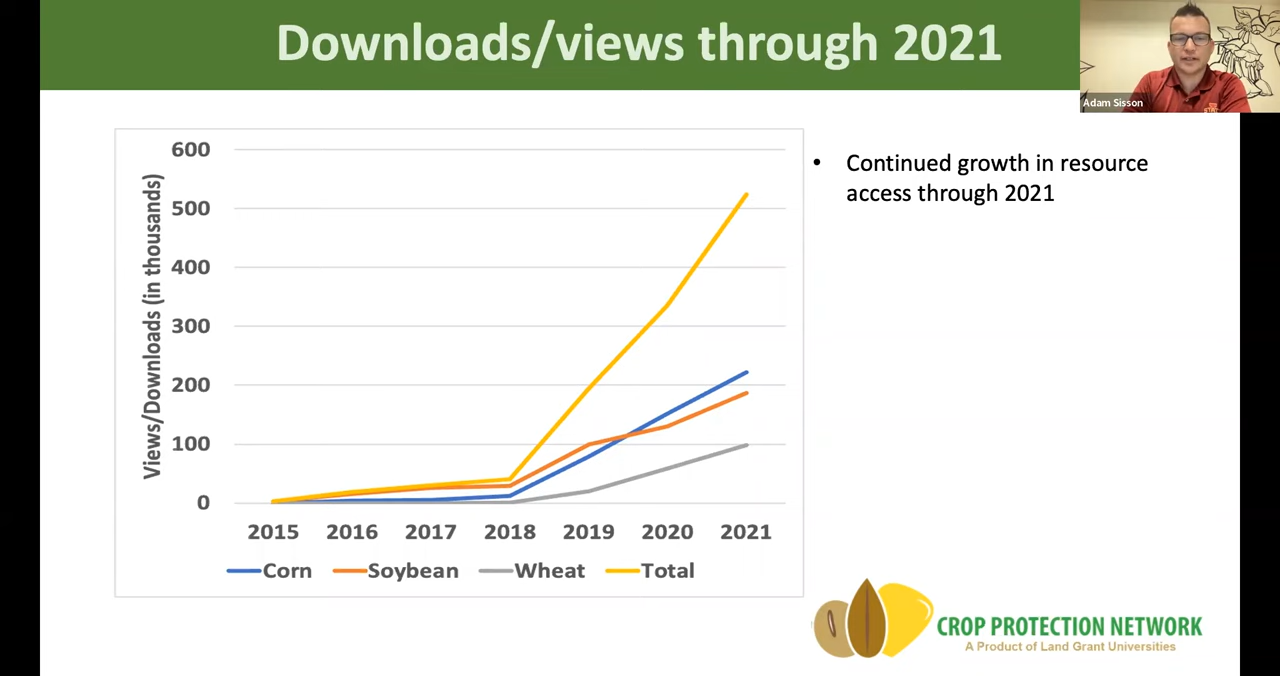 Downloads/views through 2021
Adam Sisson
Views/Downloads (in thousands)
600
500
400
300
200
100
0
2015 2016 2017 2018 2019 2020 2021
Corn Soybean Wheat Total
• Continued growth in resource
access through 2021
CROP PROTECTION NETWORK
A Product of Land Grant Universities